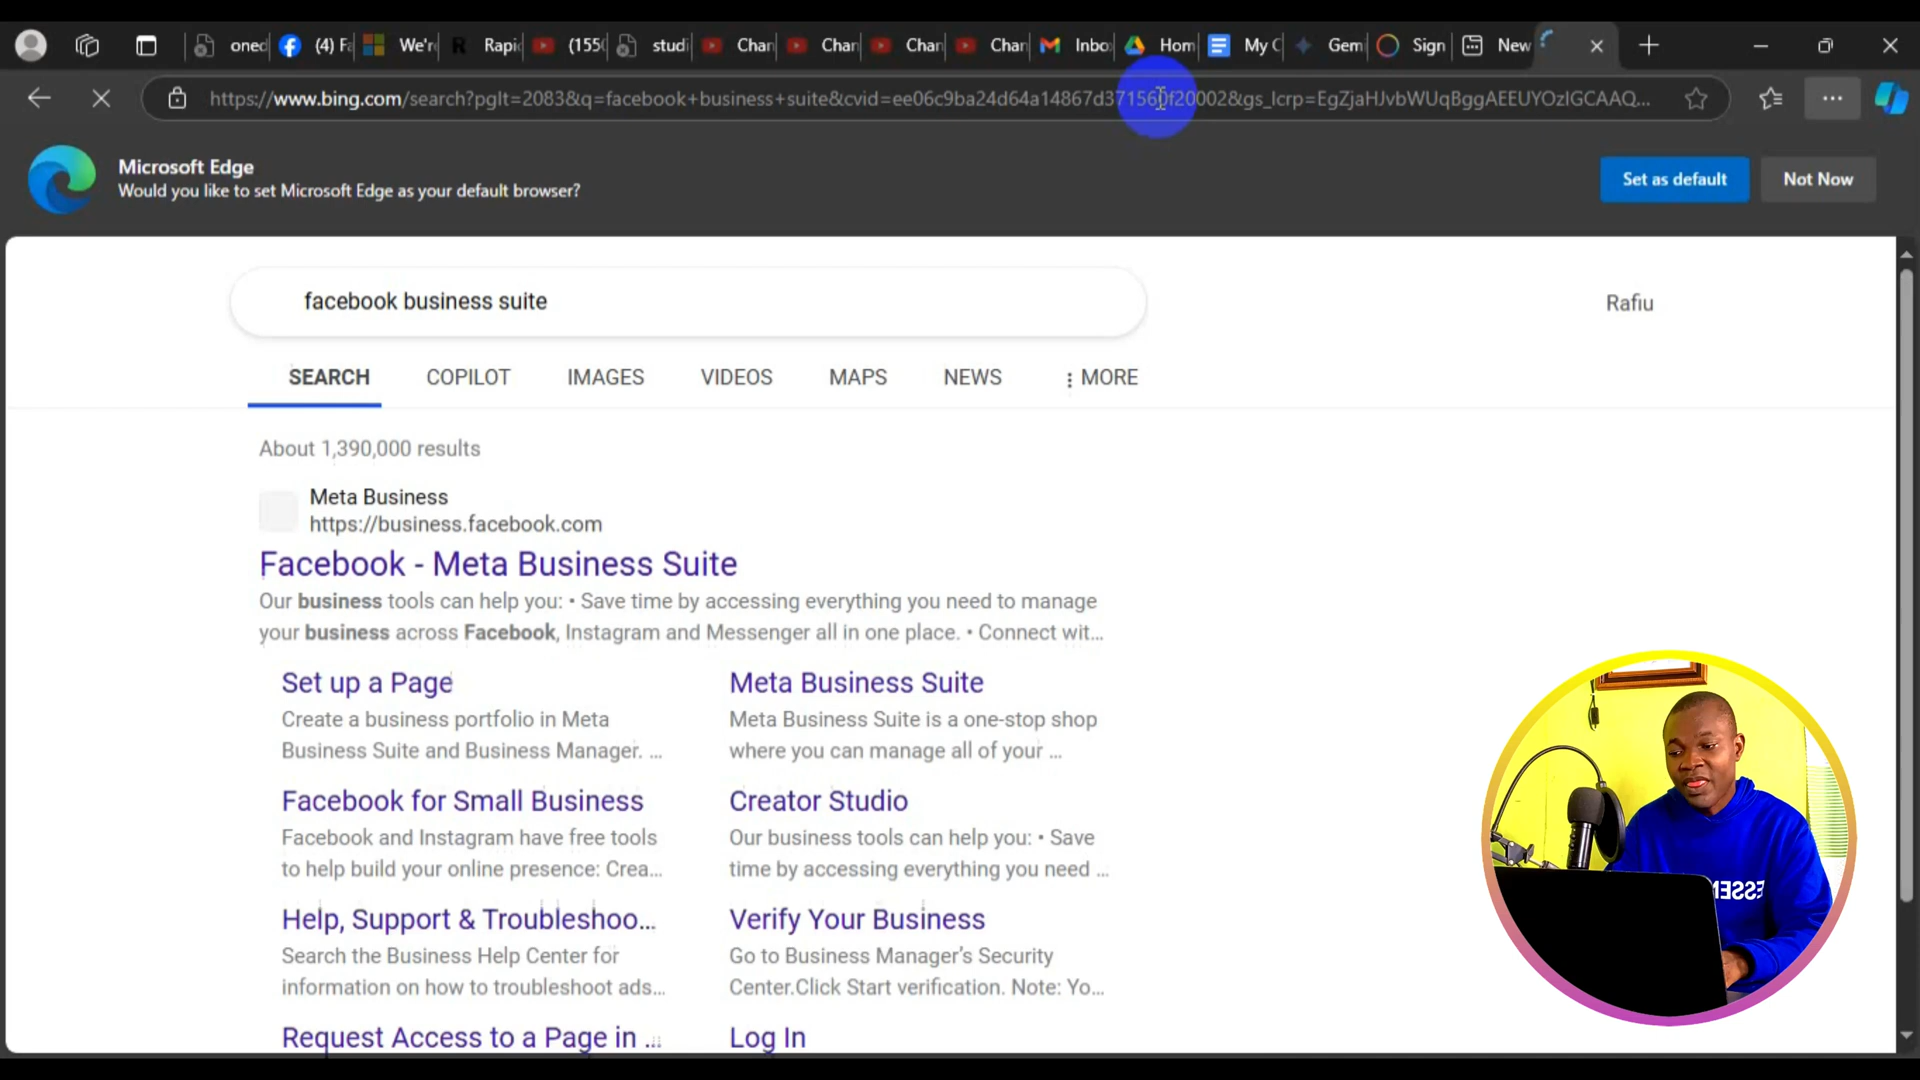 oned
(4) Fa
We're
Rapid
(155
studi
Chan
Chan
Chan
Chan
Inbo
Hom
My C
Gem
Sign
New
https://www.bing.com/search?pglt=2083&q=facebook+business+suite&cvid=ee06c9ba24d64a14867d371560f20002&gs_lcrp=EgZjaHJvbWUqBggAEEUYOzIGCAAQ...
Microsoft Edge
Would you like to set Microsoft Edge as your default browser?
Set as default
Not Now
facebook business suite
Rafiu
SEARCH
COPILOT
IMAGES
VIDEOS
MAPS
NEWS
MORE
About 1,390,000 results
Meta Business
https://business.facebook.com
Facebook - Meta Business Suite
Our business tools can help you: • Save time by accessing everything you need to manage
your business across Facebook, Instagram and Messenger all in one place. • Connect wit...
Set up a Page
Create a business portfolio in Meta
Business Suite and Business Manager. ...
Meta Business Suite
Meta Business Suite is a one-stop shop
where you can manage all of your ...
Facebook for Small Business
Facebook and Instagram have free tools
to help build your online presence: Crea...
Creator Studio
Our business tools can help you: • Save
time by accessing everything you need ...
Help, Support & Troubleshoo...
Search the Business Help Center for
information on how to troubleshoot ads...
Verify Your Business
Go to Business Manager's Security
Center.Click Start verification. Note: Yo...
Request Access to a Page in ...
Log In